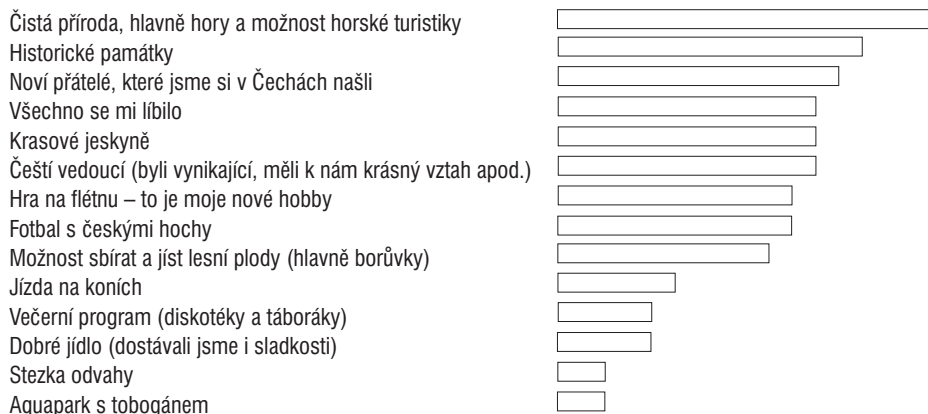 Čistá příroda, hlavně hory a možnost horské turistiky
Historické památky
Noví přátelé, které jsme si v Čechách našli
Všechno se mi líbilo
Krasové jeskyně
Čeští vedoucí (byli vynikající, měli k nám krásný vztah apod.)
Hra na flétnu – to je moje nové hobby
Fotbal s českými hochy
Možnost sbírat a jíst lesní plody (hlavně borůvky)
Jízda na koních
Večerní program (diskotéky a táboráky)
Dobré jídlo (dostávali jsme i sladkosti)
Stezka odvahy
Aquapark s tobogánem